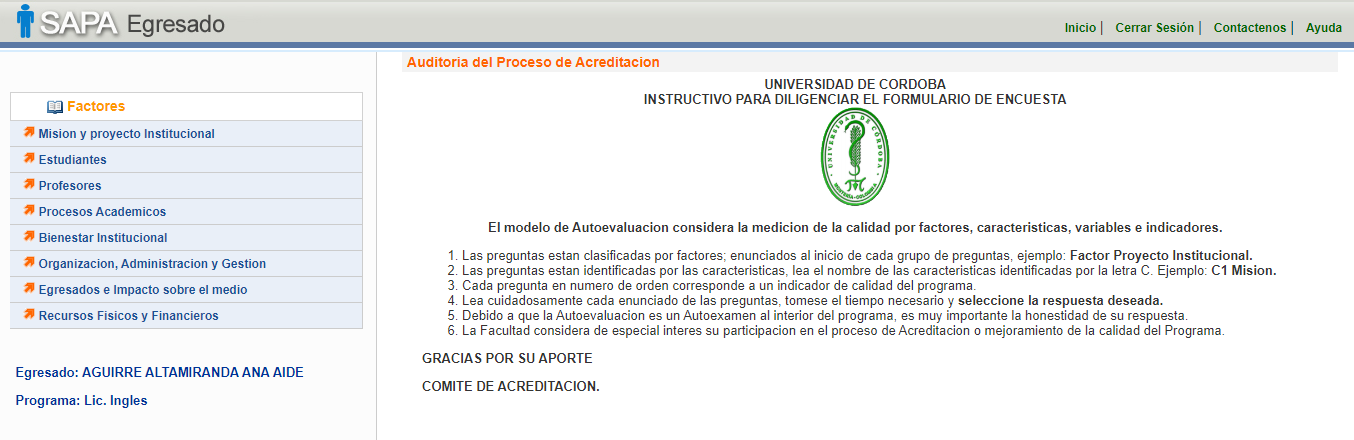 SAPA Egresado
Inicio | Cerrar Sesión | Contactenos | Ayuda
Factores
Mision y proyecto Institucional
Estudiantes
Profesores
Procesos Academicos
Bienestar Institucional
Organizacion, Administracion y Gestion
Egresados e Impacto sobre el medio
Recursos Fisicos y Financieros
Egresado: AGUIRRE ALTAMIRANDA ANA AIDE
Programa: Lic. Ingles
Auditoria del Proceso de Acreditacion
UNIVERSIDAD DE CORDOBA
INSTRUCTIVO PARA DILIGENCIAR EL FORMULARIO DE ENCUESTA
UNIVERSIDAD DE CÓRDOBA
MONTERÍA-COLOMBIA
El modelo de Autoevaluacion considera la medicion de la calidad por factores, caracteristicas, variables e indicadores.
1. Las preguntas estan clasificadas por factores; enunciados al inicio de cada grupo de preguntas, ejemplo: Factor Proyecto Institucional.
2. Las preguntas estan identificadas por las caracteristicas, lea el nombre de las caracteristicas identificadas por la letra C. Ejemplo: C1 Mision.
3. Cada pregunta en numero de orden corresponde a un indicador de calidad del programa.
4. Lea cuidadosamente cada enunciado de las preguntas, tomese el tiempo necesario y seleccione la respuesta deseada.
5. Debido a que la Autoevaluacion es un Autoexamen al interior del programa, es muy importante la honestidad de su respuesta.
6. La Facultad considera de especial interes su participacion en el proceso de Acreditacion o mejoramiento de la calidad del Programa.
GRACIAS POR SU APORTE
COMITE DE ACREDITACION.